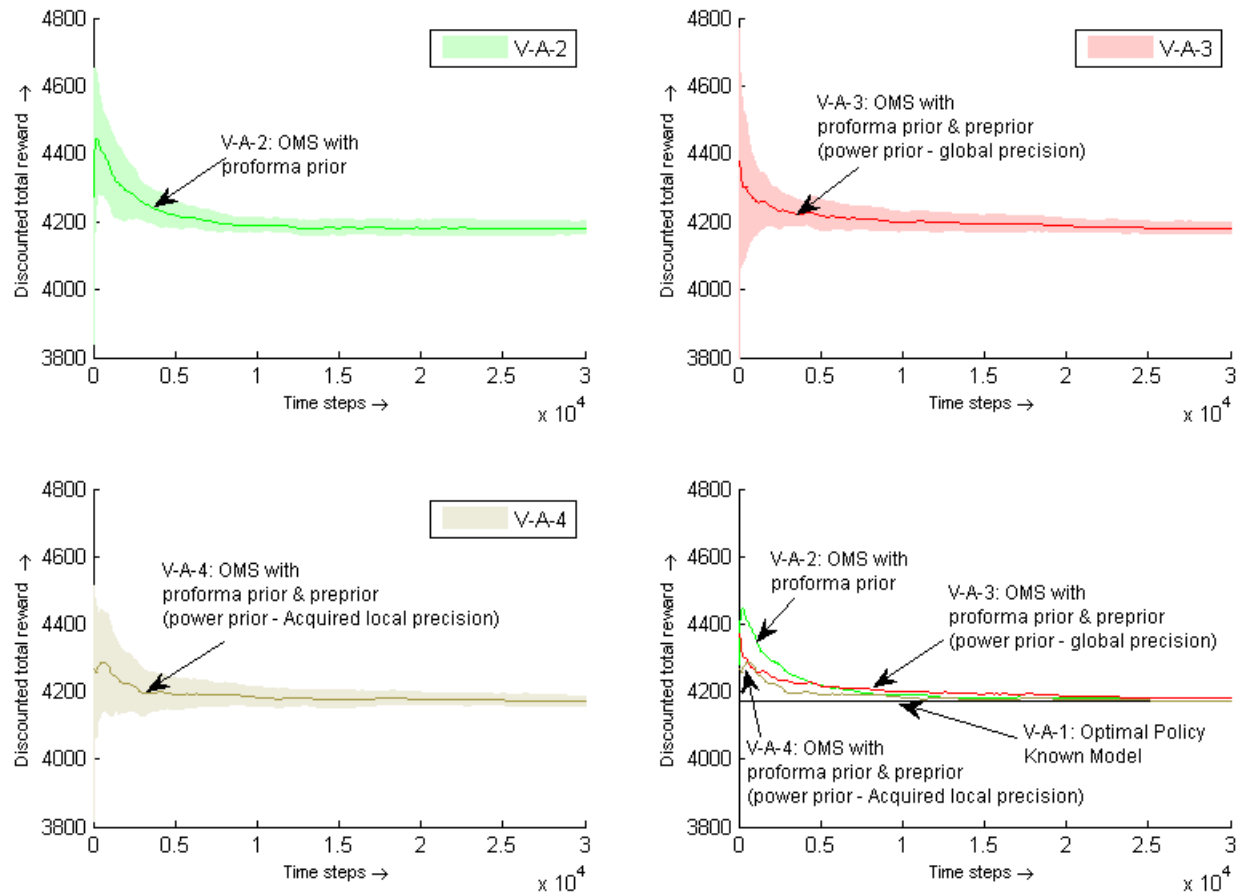 4800
4600
4400
4200
4000
3800
Discounted total reward →
V-A-2
V-A-2: OMS with
proforma prior
0 0.5 1 1.5 2 2.5 3
Time steps →
x 10^4
4800
4600
4400
4200
4000
3800
Discounted total reward →
V-A-3
V-A-3: OMS with
proforma prior & preprior
(power prior - global precision)
0 0.5 1 1.5 2 2.5 3
Time steps →
x 10^4
4800
4600
4400
4200
4000
3800
Discounted total reward →
V-A-4
V-A-4: OMS with
proforma prior & preprior
(power prior - Acquired local precision)
0 0.5 1 1.5 2 2.5 3
Time steps →
x 10^4
4800
4600
4400
4200
4000
3800
Discounted total reward →
V-A-2: OMS with
proforma prior
V-A-3: OMS with
proforma prior & preprior
(power prior - global precision)
V-A-1: Optimal Policy
Known Model
V-A-4: OMS with
proforma prior & preprior
(power prior - Acquired local precision)
0 0.5 1 1.5 2 2.5 3
Time steps →
x 10^4